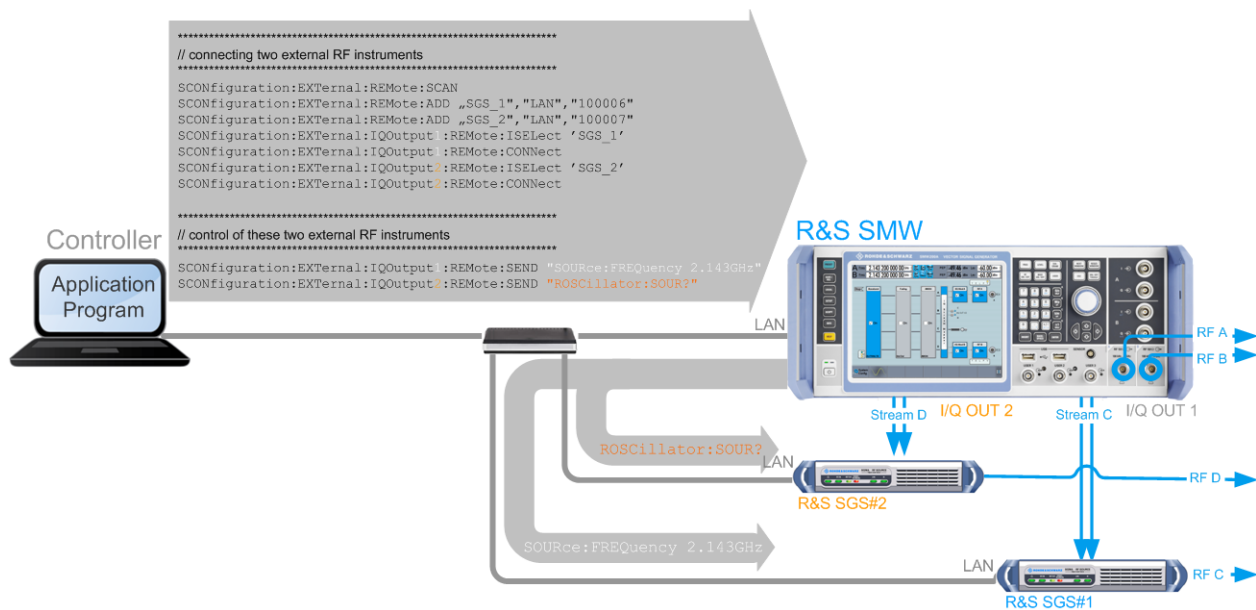 ****************************************************************************
// connecting two external RF instruments
****************************************************************************
SCONfiguration:EXTernal:REMote:SCAN
SCONfiguration:EXTernal:REMote:ADD „SGS_1","LAN","100006"
SCONfiguration:EXTernal:REMote:ADD „SGS_2","LAN","100007"
SCONfiguration:EXTernal:IQOutput1:REMote:ISELect ’SGS_1’
SCONfiguration:EXTernal:IQOutput1:REMote:CONNect
SCONfiguration:EXTernal:IQOutput2:REMote:ISELect ’SGS_2’
SCONfiguration:EXTernal:IQOutput2:REMote:CONNect
****************************************************************************
// control of these two external RF instruments
****************************************************************************
SCONfiguration:EXTernal:IQOutput1:REMote:SEND "SOURce:FREQuency 2.143GHz"
SCONfiguration:EXTernal:IQOutput2:REMote:SEND "ROSCillator:SOUR?"
Controller
Application
Program
R&S SMW
LAN
RF A
RF B
Stream D
I/Q OUT 2
Stream C
I/Q OUT 1
ROSCillator:SOUR?
LAN
RF D
R&S SGS#2
SOURce:FREQuency 2.143GHz
LAN
RF C
R&S SGS#1